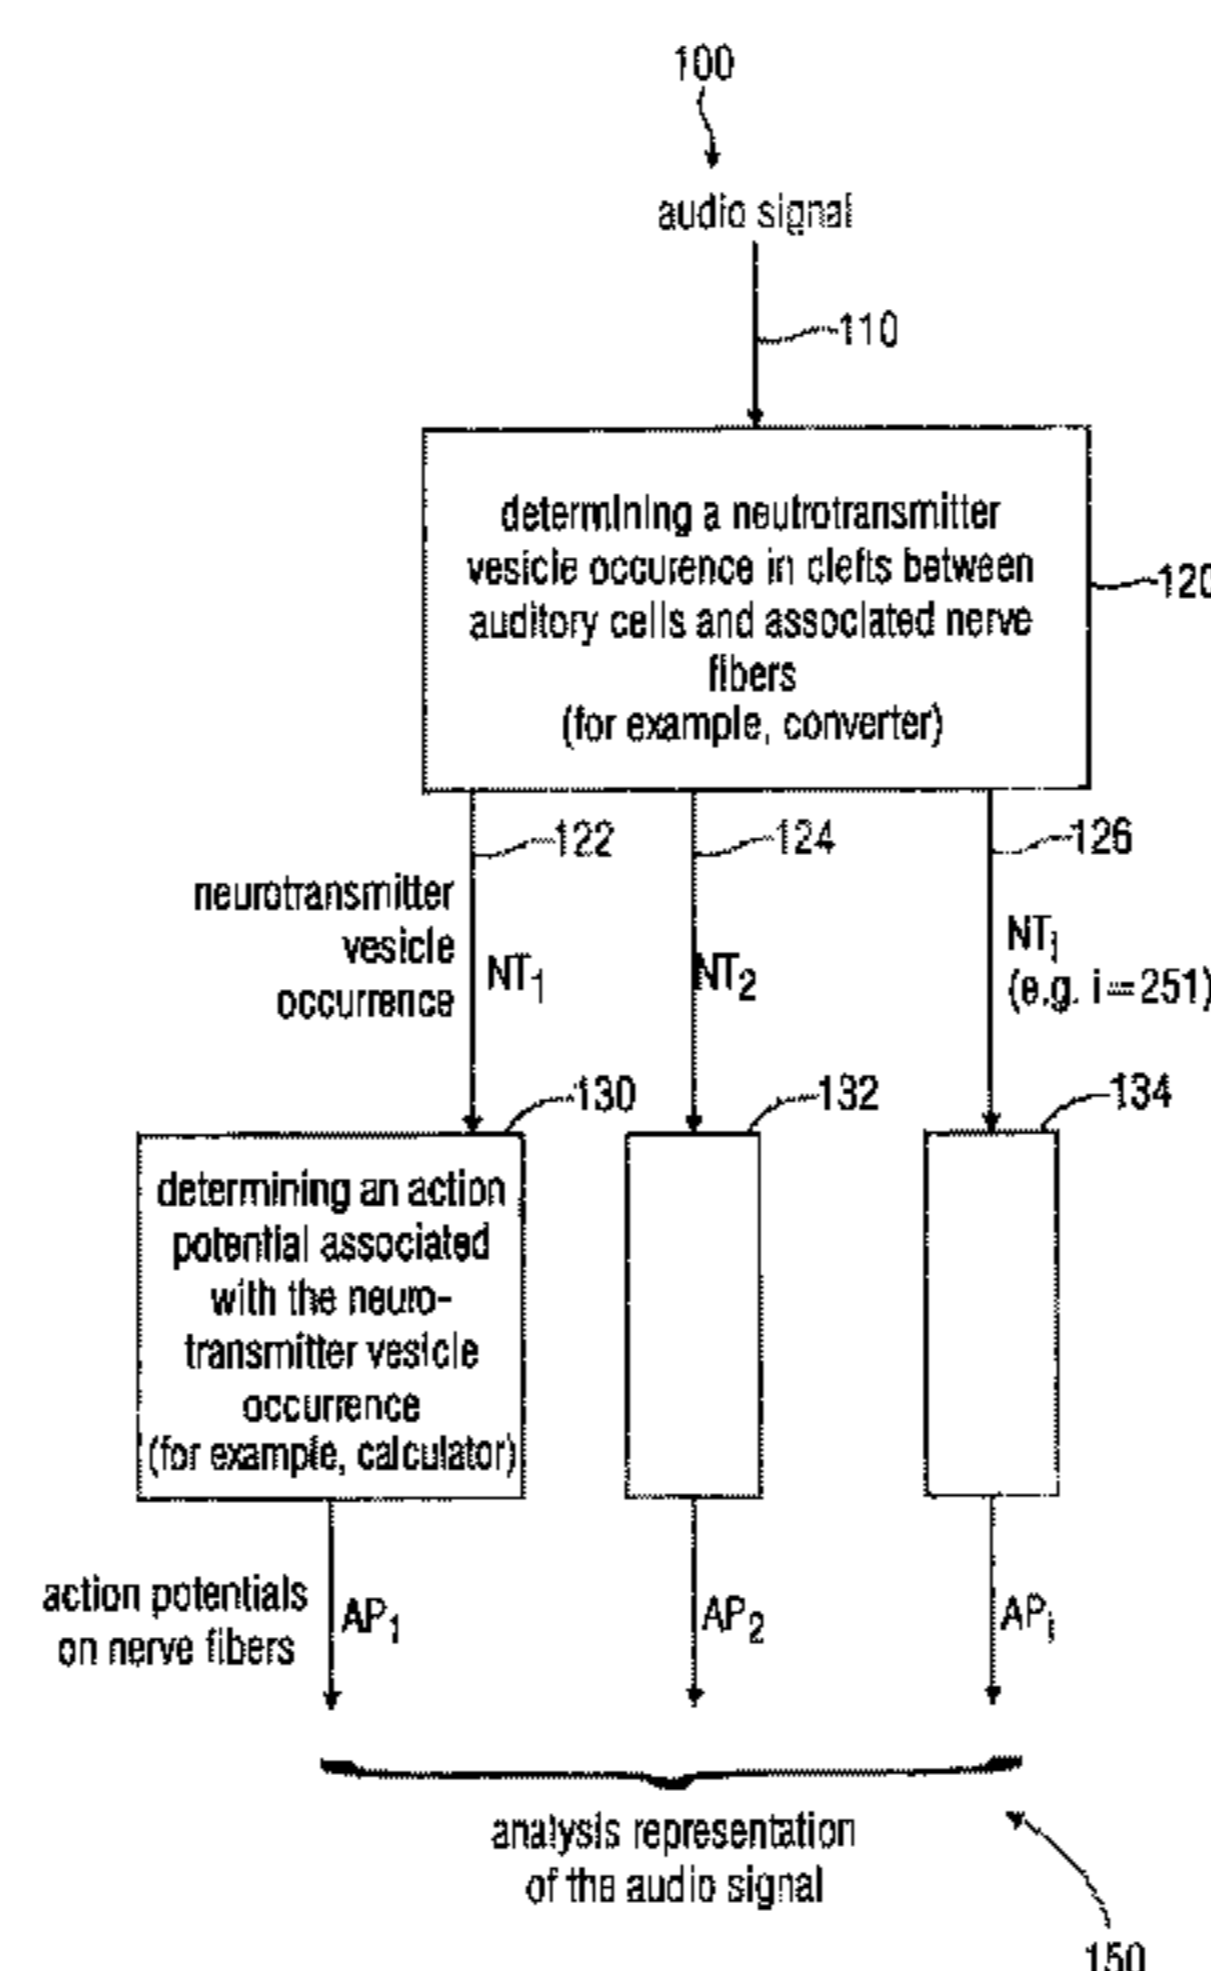 100
audio signal
110
determining a neutrotransmitter
vesicle occurence in clefts between
auditory cells and associated nerve
fibers
(for example, converter)
120
122
124
126
neurotransmitter
vesicle
occurrence
NT1
NT2
NTi
(e.g. i=251)
130
132
134
determining an action
potential associated
with the neuro-
transmitter vesicle
occurrence
(for example, calculator)
action potentials
on nerve fibers
AP1
AP2
APi
analysis representation
of the audio signal
150